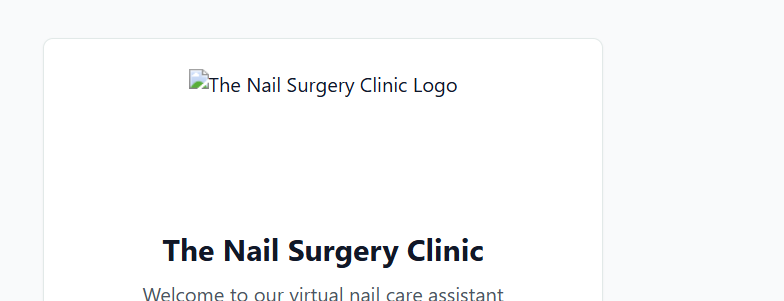 The Nail Surgery Clinic Logo
The Nail Surgery Clinic
Welcome to our virtual nail care assistant